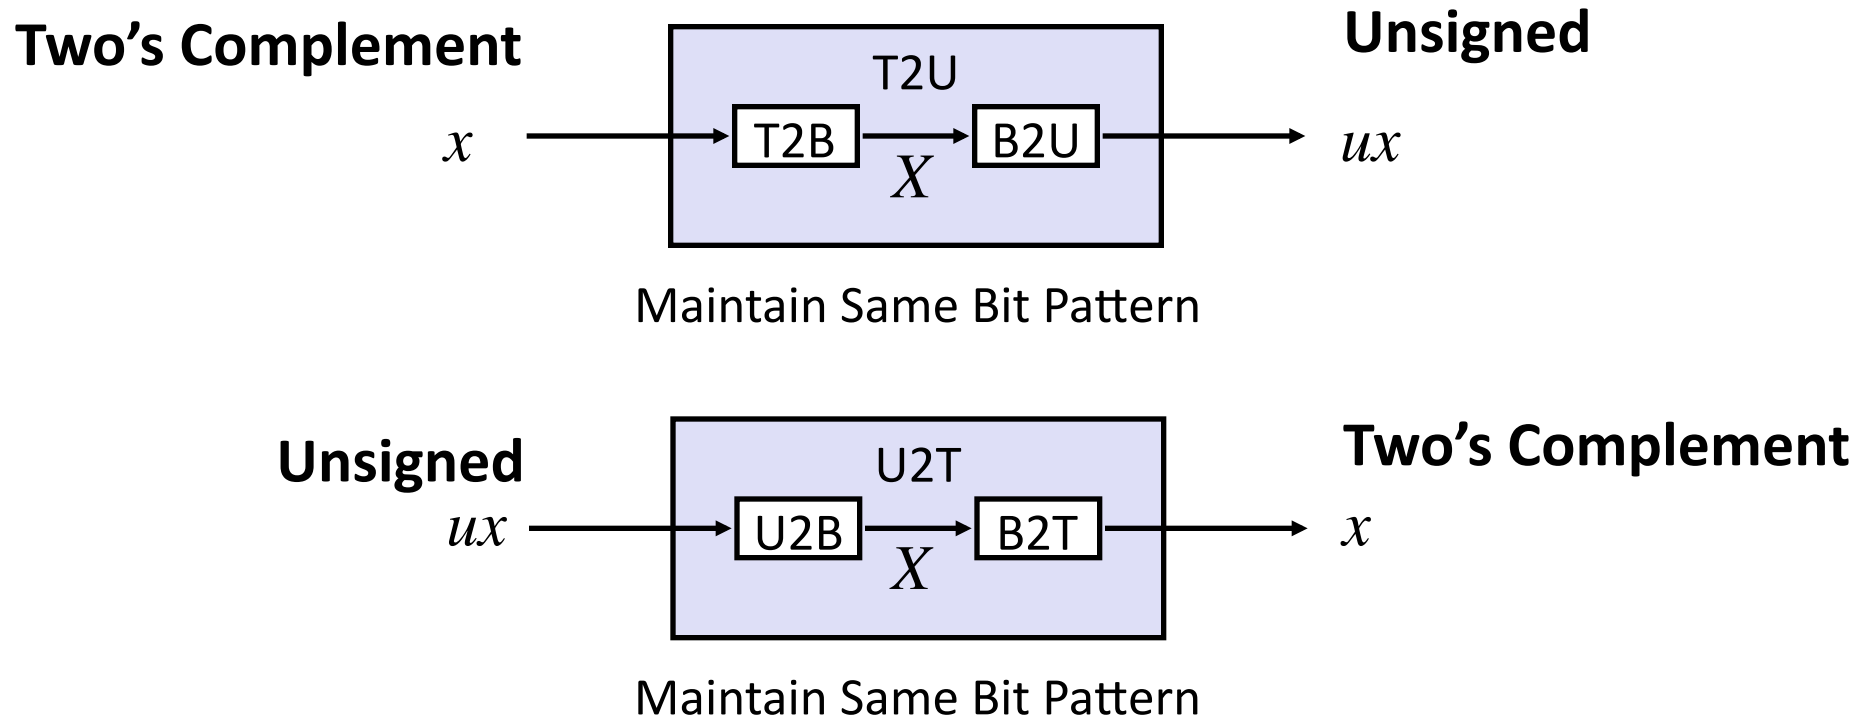 Two’s Complement
Unsigned
T2U
x
T2B
B2U
ux
X
Maintain Same Bit Pattern
Unsigned
Two’s Complement
U2T
ux
U2B
B2T
x
X
Maintain Same Bit Pattern